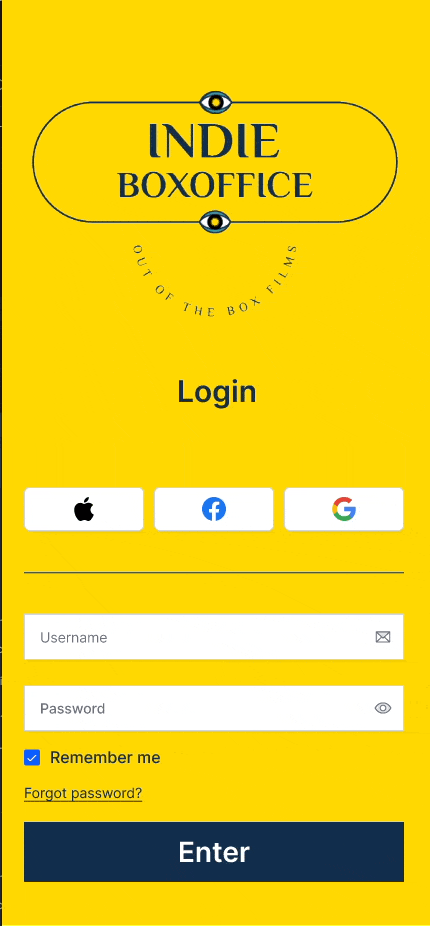 INDIE
BOXOFFICE
OUT OF THE BOX FILMS
Login
Username
Password
Remember me
Forgot password?
Enter